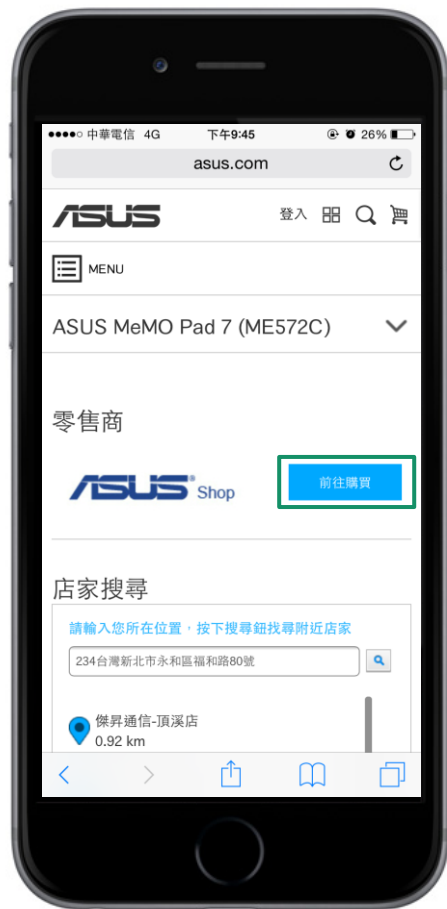 中華電信 4G 下午9:45 26%
asus.com
ASUS 登入
MENU
ASUS MeMO Pad 7 (ME572C)
零售商
ASUS® Shop 前往購買
店家搜尋
請輸入您所在位置，按下搜尋鈕找尋附近店家
234台灣新北市永和區福和路80號
傑昇通信-頂溪店
0.92 km